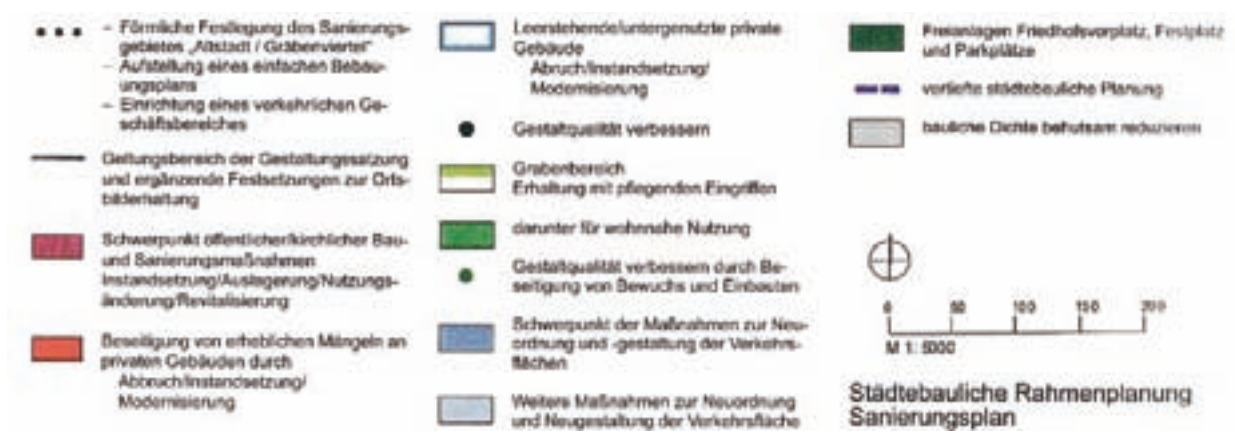 – Förmliche Festlegung des Sanierungs-
gebietes „Altstadt / Gräbenviertel“
– Aufstellung eines einfachen Bebau-
ungsplans
– Einrichtung eines verkehrlichen Ge-
schäftsbereiches
Geltungsbereich der Gestaltungssatzung
und ergänzende Festsetzungen zur Orts-
bilderhaltung
Schwerpunkt öffentlicher/kirchlicher Bau-
und Sanierungsmaßnahmen
Instandsetzung/Auslagerung/Nutzungs-
änderung/Revitalisierung
Beseitigung von erheblichen Mängeln an
privaten Gebäuden durch
Abbruch/Instandsetzung/
Modernisierung
Leerstehende/untergenutzte private
Gebäude
Abruch/Instandsetzung/
Modernisierung
Gestaltqualität verbessern
Grabenbereich
Erhaltung mit pflegenden Eingriffen
darunter für wohnnahe Nutzung
Gestaltqualität verbessern durch Be-
seitigung von Bewuchs und Einbauten
Schwerpunkt der Maßnahmen zur Neu-
ordnung und -gestaltung der Verkehrs-
flächen
Weitere Maßnahmen zur Neuordnung
und Neugestaltung der Verkehrsfläche
Freianlagen Friedhofsvorplatz, Festplatz
und Parkplätze
vertiefte städtebauliche Planung
bauliche Dichte behutsam reduzieren
0 50 100 150 200
M 1: 5000
Städtebauliche Rahmenplanung
Sanierungsplan